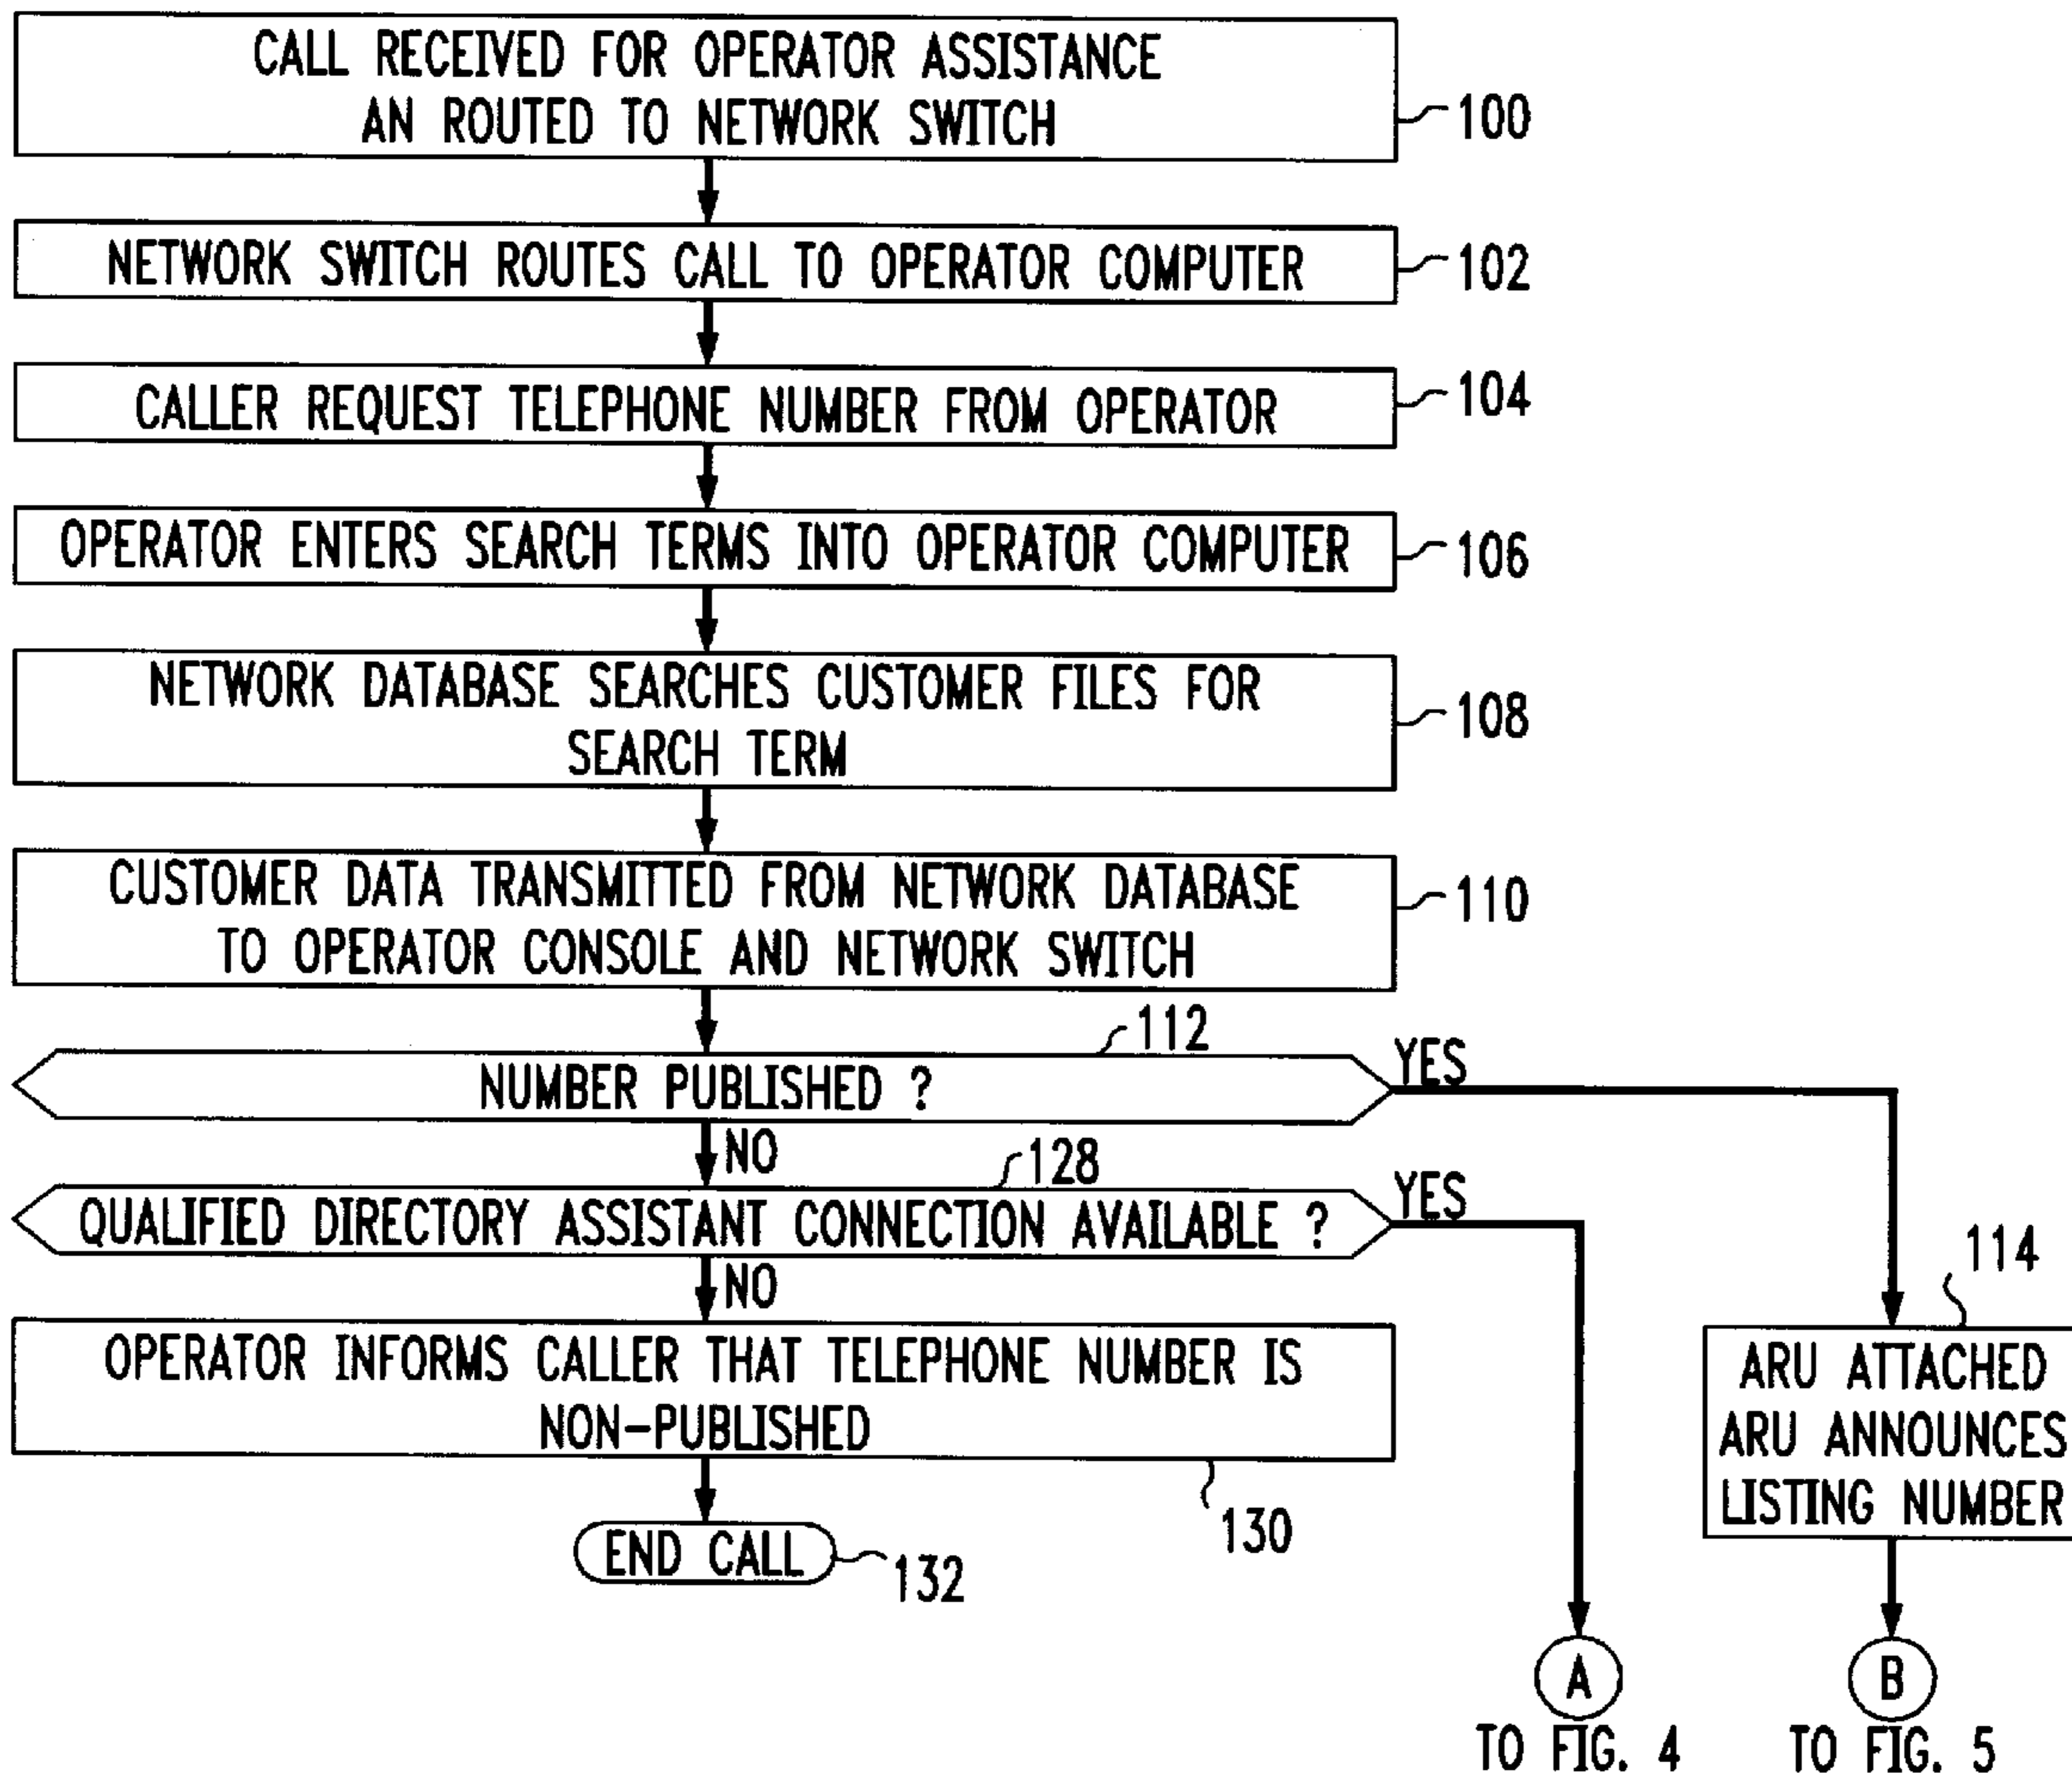 CALL RECEIVED FOR OPERATOR ASSISTANCE
AN ROUTED TO NETWORK SWITCH
100
NETWORK SWITCH ROUTES CALL TO OPERATOR COMPUTER
102
CALLER REQUEST TELEPHONE NUMBER FROM OPERATOR
104
OPERATOR ENTERS SEARCH TERMS INTO OPERATOR COMPUTER
106
NETWORK DATABASE SEARCHES CUSTOMER FILES FOR
SEARCH TERM
108
CUSTOMER DATA TRANSMITTED FROM NETWORK DATABASE
TO OPERATOR CONSOLE AND NETWORK SWITCH
110
112
NUMBER PUBLISHED ?
YES
NO
128
QUALIFIED DIRECTORY ASSISTANT CONNECTION AVAILABLE ?
YES
NO
114
ARU ATTACHED
ARU ANNOUNCES
LISTING NUMBER
OPERATOR INFORMS CALLER THAT TELEPHONE NUMBER IS
NON-PUBLISHED
130
END CALL
132
A
TO FIG. 4
B
TO FIG. 5